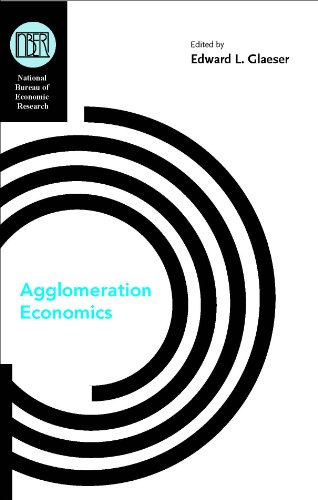 NBER
National
Bureau of
Economic
Research
Edited by
Edward L. Glaeser
Agglomeration
Economics